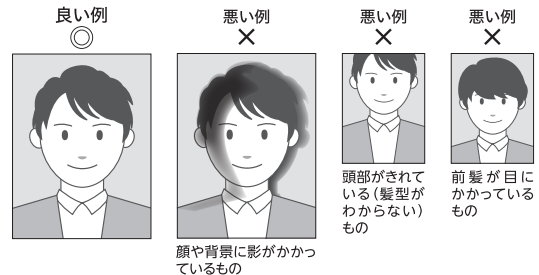 良い例
◎
悪い例
×
顔や背景に影がかかっ
ているもの
悪い例
×
頭部がきれて
いる（髪型が
わからない）
もの
悪い例
×
前髪が目に
かかっている
もの